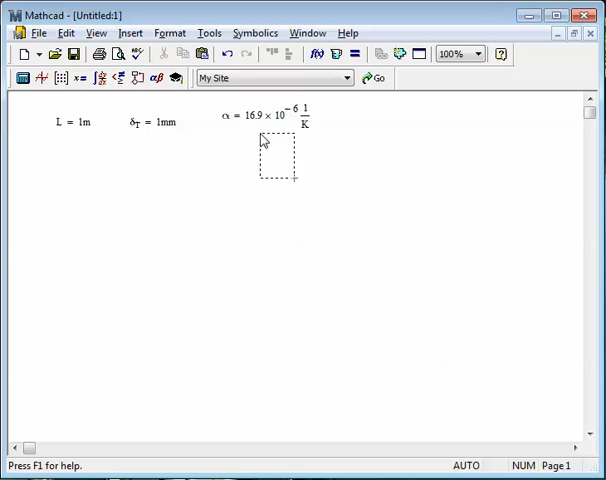 Mathcad - [Untitled:1]
File Edit View Insert Format Tools Symbolics Window Help
f(x) = 100%
x= ∫ <≤ αβ My Site Go
L = 1m δT = 1mm α = 16.9 × 10^-6 1/K
Press F1 for help. AUTO NUM Page 1